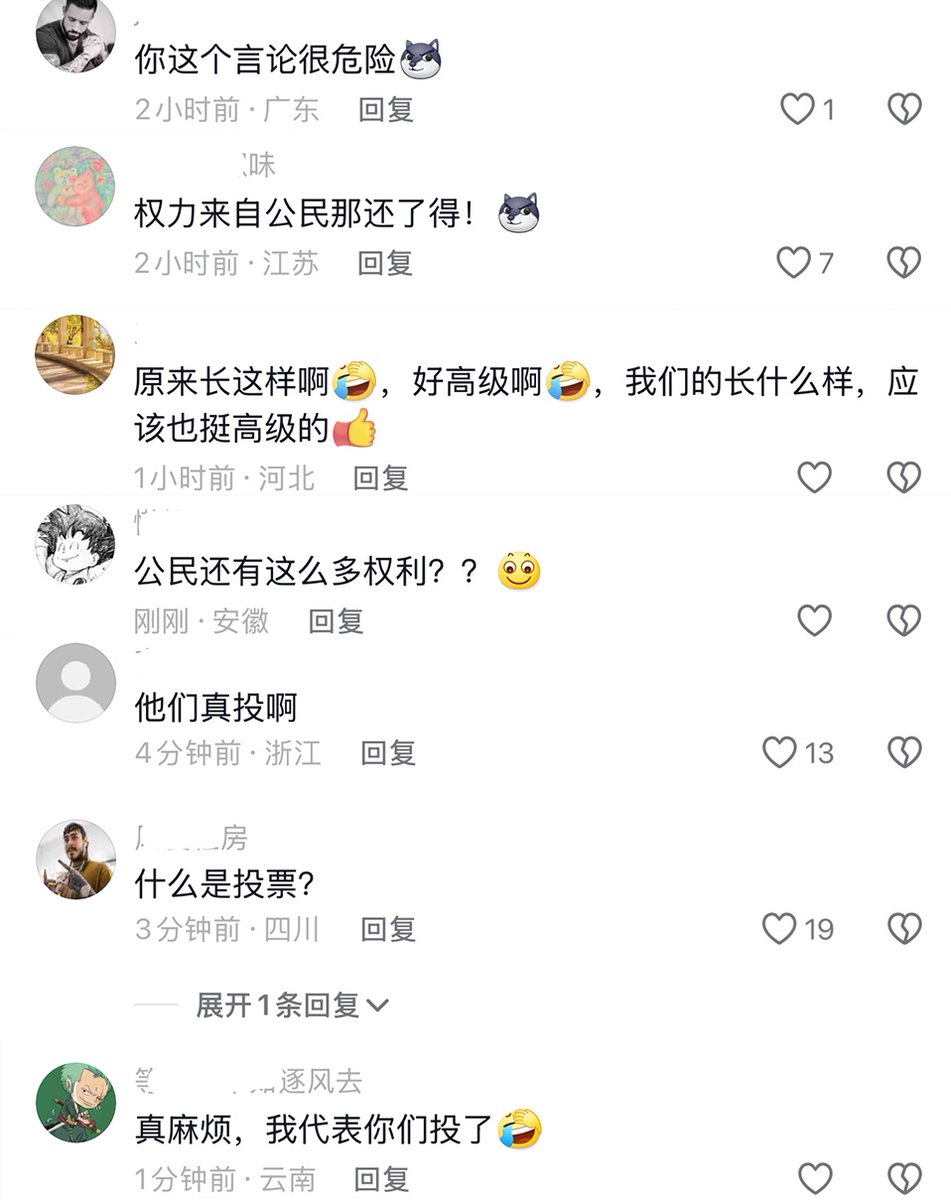 你这个言论很危险
2小时前·广东 回复
1
味
权力来自公民那还了得！
2小时前·江苏 回复
7
原来长这样啊，好高级啊，我们的长什么样，应
该也挺高级的
1小时前·河北 回复
公民还有这么多权利？？
刚刚·安徽 回复
他们真投啊
4分钟前·浙江 回复
13
房
什么是投票？
3分钟前·四川 回复
19
展开1条回复
逐风去
真麻烦，我代表你们投了
1分钟前·云南 回复